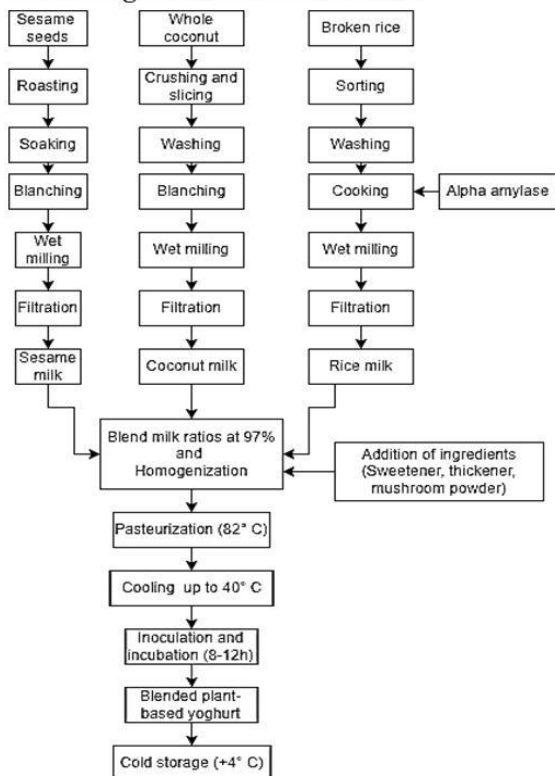 Sesame
seeds
Roasting
Soaking
Blanching
Wet
milling
Filtration
Sesame
milk
Whole
coconut
Crushing and
slicing
Washing
Blanching
Wet milling
Filtration
Coconut milk
Broken rice
Sorting
Washing
Cooking
Alpha amylase
Wet milling
Filtration
Rice milk
Blend milk ratios at 97%
and
Homogenization
Addition of ingredients
(Sweetener, thickener,
mushroom powder)
Pasteurization (82° C)
Cooling up to 40° C
Inoculation and
incubation (8-12h)
Blended plant-
based yoghurt
Cold storage (+4° C)